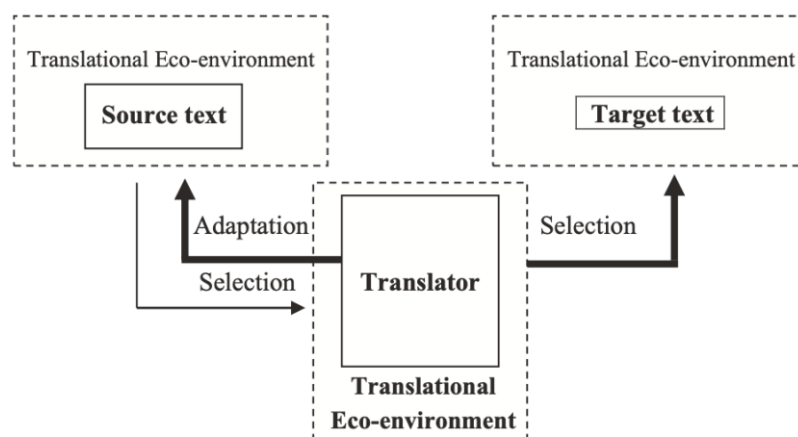 Translational Eco-environment
Source text
Translational Eco-environment
Target text
Adaptation
Selection
Selection
Translator
Translational
Eco-environment